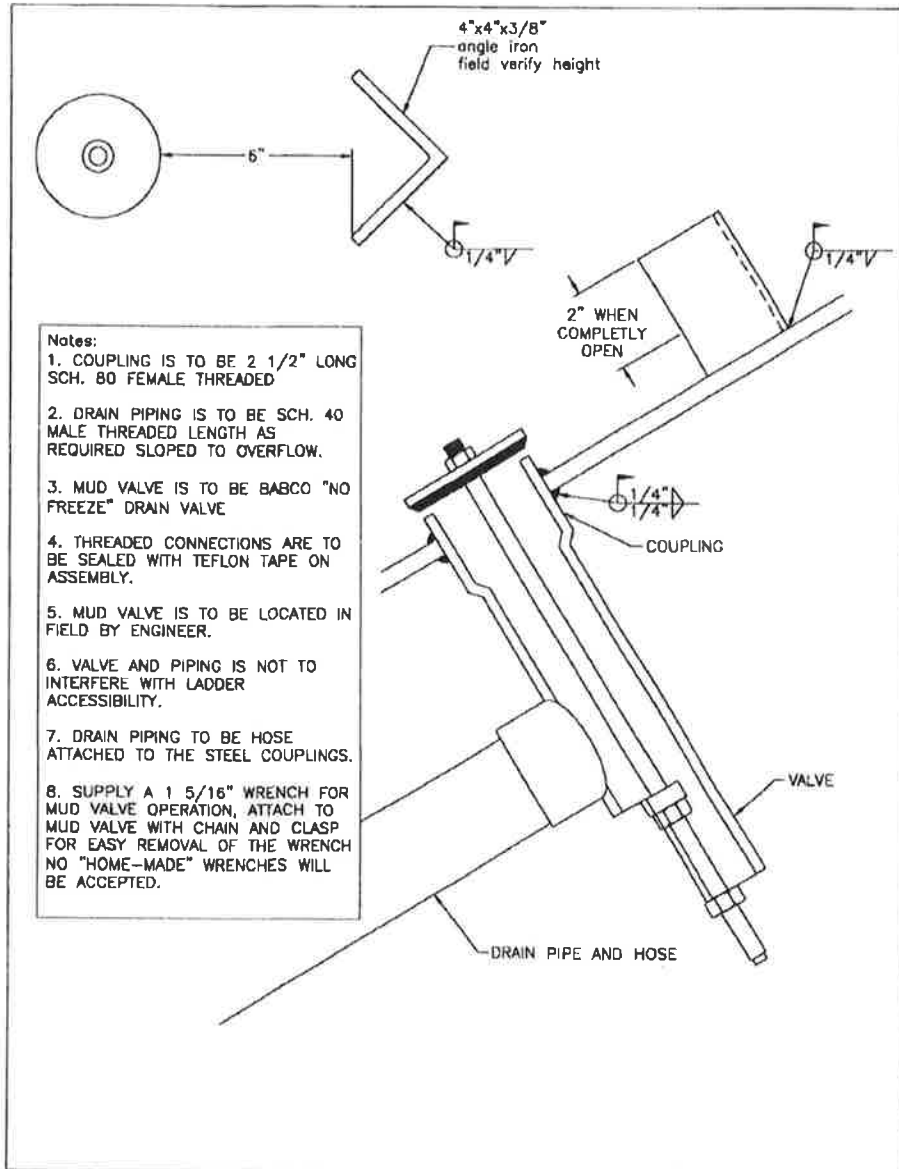 4"x4"x3/8"
angle iron
field verify height
6"
1/4"
1/4"
2" WHEN
COMPLETLY
OPEN
Notes:
1. COUPLING IS TO BE 2 1/2" LONG
SCH. 80 FEMALE THREADED
2. DRAIN PIPING IS TO BE SCH. 40
MALE THREADED LENGTH AS
REQUIRED SLOPED TO OVERFLOW.
3. MUD VALVE IS TO BE BABCO "NO
FREEZE" DRAIN VALVE
4. THREADED CONNECTIONS ARE TO
BE SEALED WITH TEFLON TAPE ON
ASSEMBLY.
5. MUD VALVE IS TO BE LOCATED IN
FIELD BY ENGINEER.
6. VALVE AND PIPING IS NOT TO
INTERFERE WITH LADDER
ACCESSIBILITY.
7. DRAIN PIPING TO BE HOSE
ATTACHED TO THE STEEL COUPLINGS.
8. SUPPLY A 1 5/16" WRENCH FOR
MUD VALVE OPERATION, ATTACH TO
MUD VALVE WITH CHAIN AND CLASP
FOR EASY REMOVAL OF THE WRENCH
NO "HOME-MADE" WRENCHES WILL
BE ACCEPTED.
1/4"
1/4"
COUPLING
VALVE
DRAIN PIPE AND HOSE